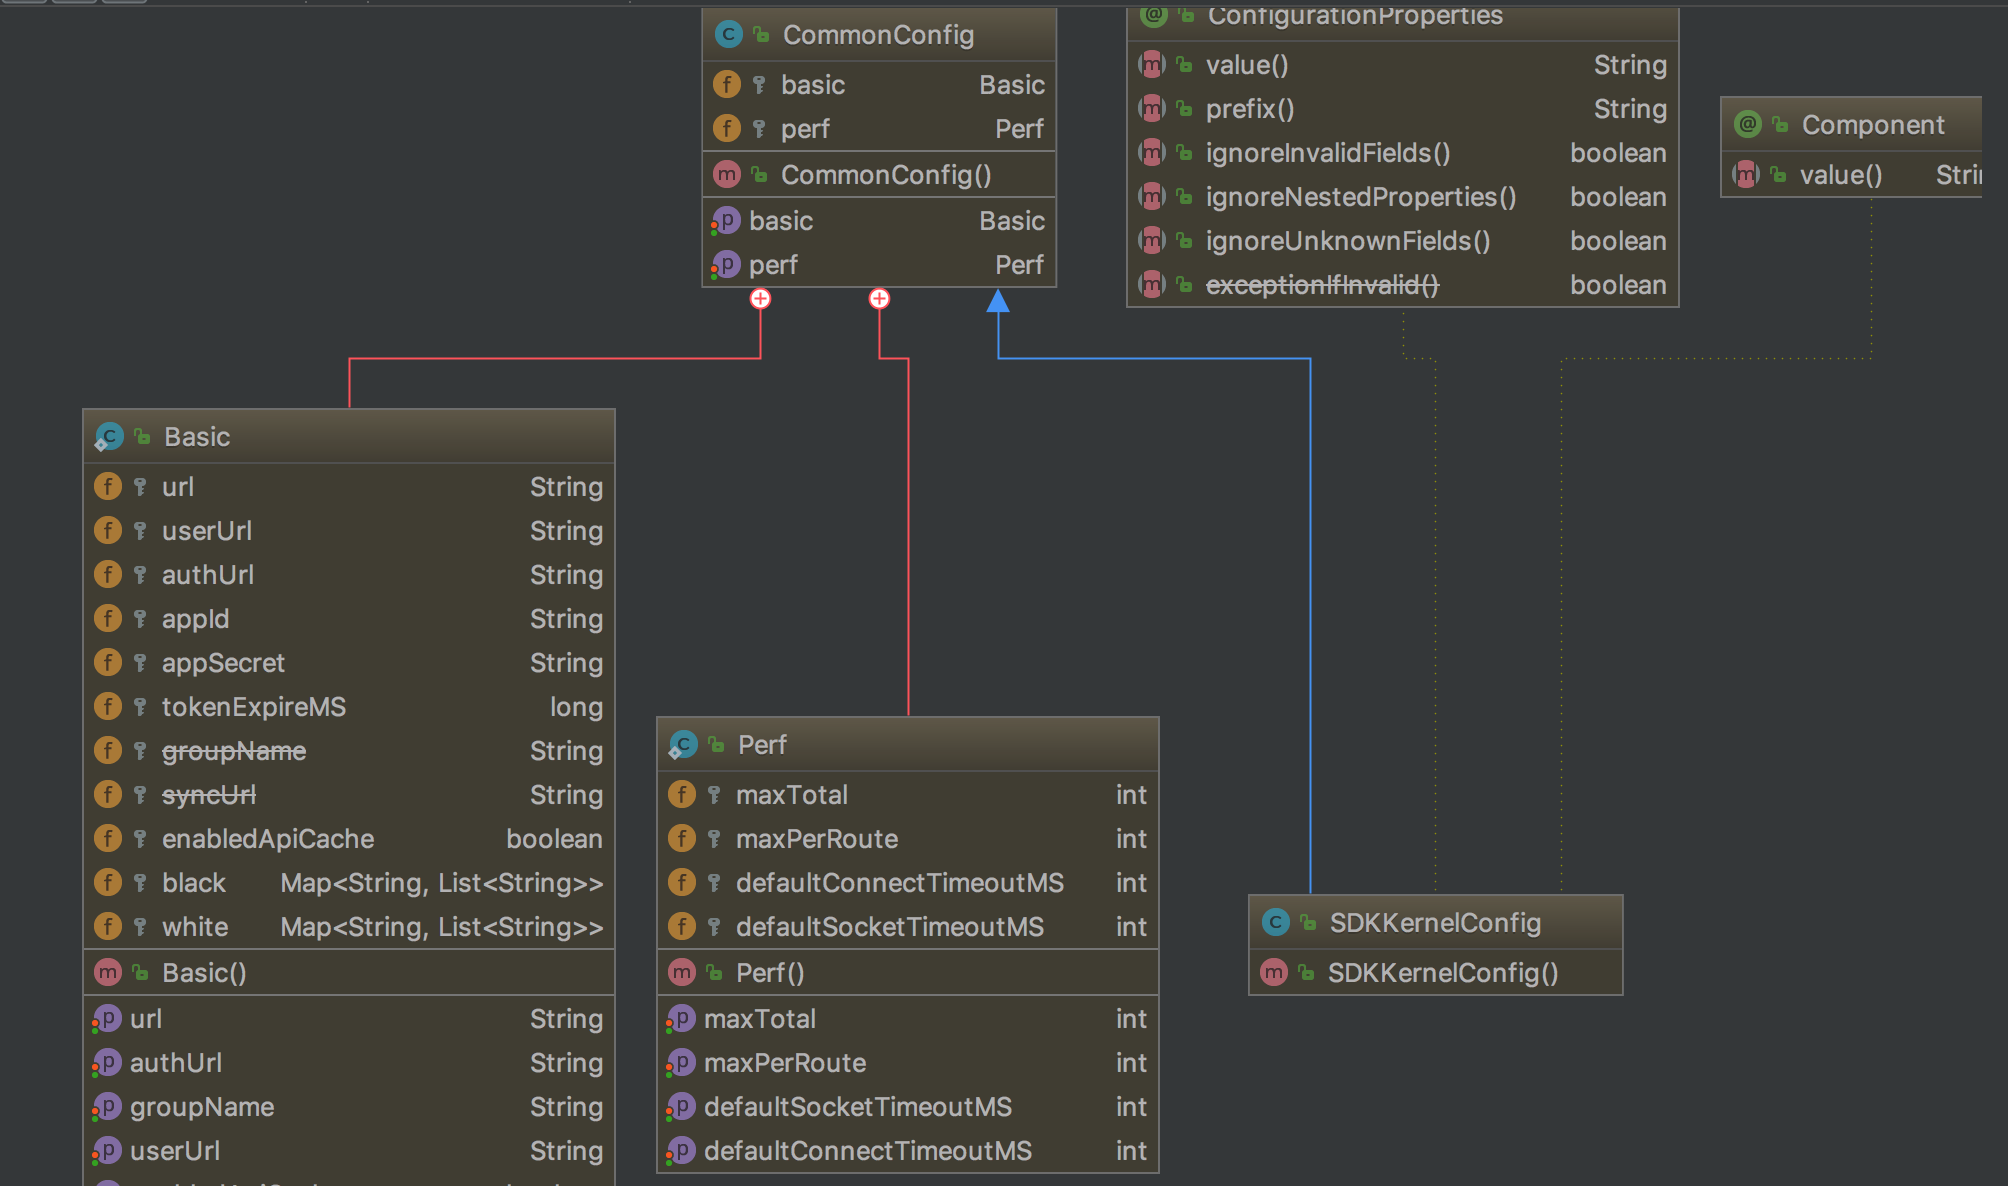 CommonConfig
basic Basic
perf Perf
CommonConfig()
basic Basic
perf Perf
ConfigurationProperties
value() String
prefix() String
ignoreInvalidFields() boolean
ignoreNestedProperties() boolean
ignoreUnknownFields() boolean
exceptionIfInvalid() boolean
Component
value() Stri
Basic
url String
userUrl String
authUrl String
appId String
appSecret String
tokenExpireMS long
groupName String
syncUrl String
enabledApiCache boolean
black Map<String, List<String>>
white Map<String, List<String>>
Basic()
url String
authUrl String
groupName String
userUrl String
Perf
maxTotal int
maxPerRoute int
defaultConnectTimeoutMS int
defaultSocketTimeoutMS int
Perf()
maxTotal int
maxPerRoute int
defaultSocketTimeoutMS int
defaultConnectTimeoutMS int
SDKKernelConfig
SDKKernelConfig()